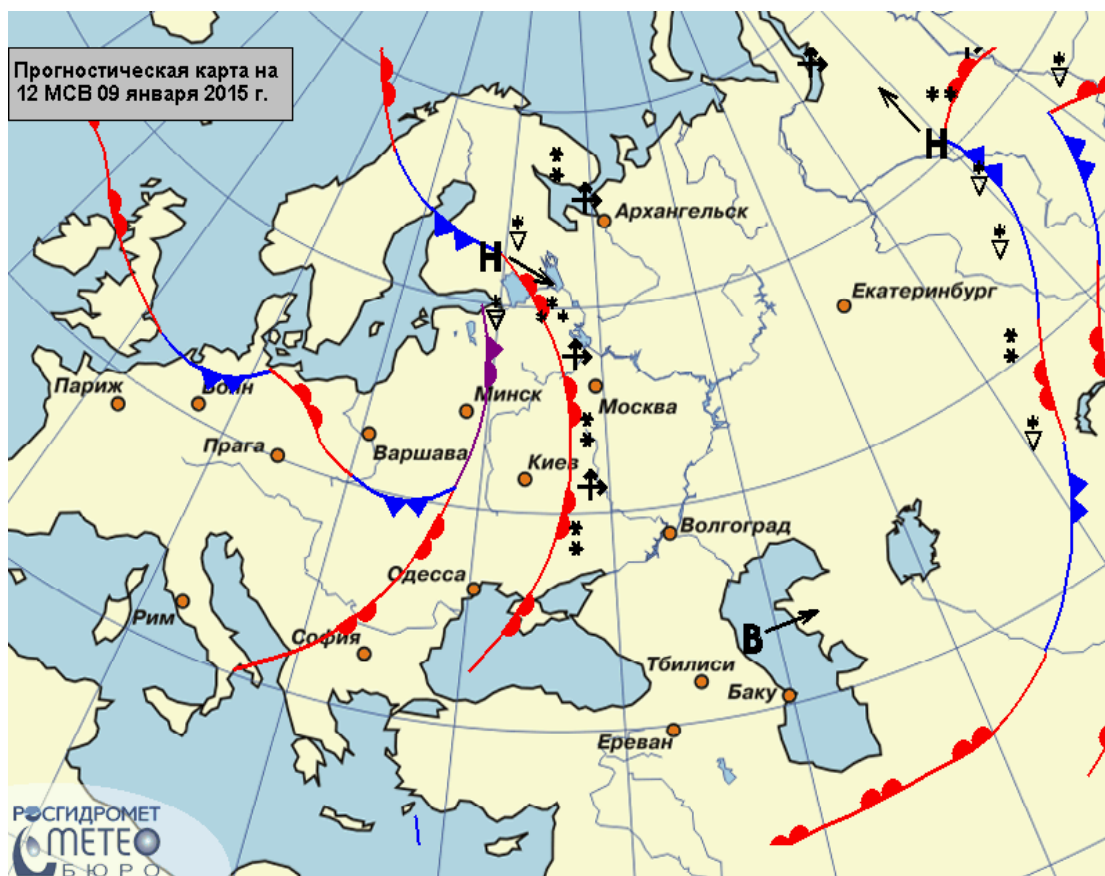 Прогностическая карта на
12 МСВ 09 января 2015 г.
Н
Архангельск
Н
Екатеринбург
Париж
Бонн
Минск
Москва
Прага
Варшава
Киев
Волгоград
Одесса
Рим
София
В
Тбилиси
Баку
Ереван
РОСГИДРОМЕТ
МЕТЕО
БЮРО